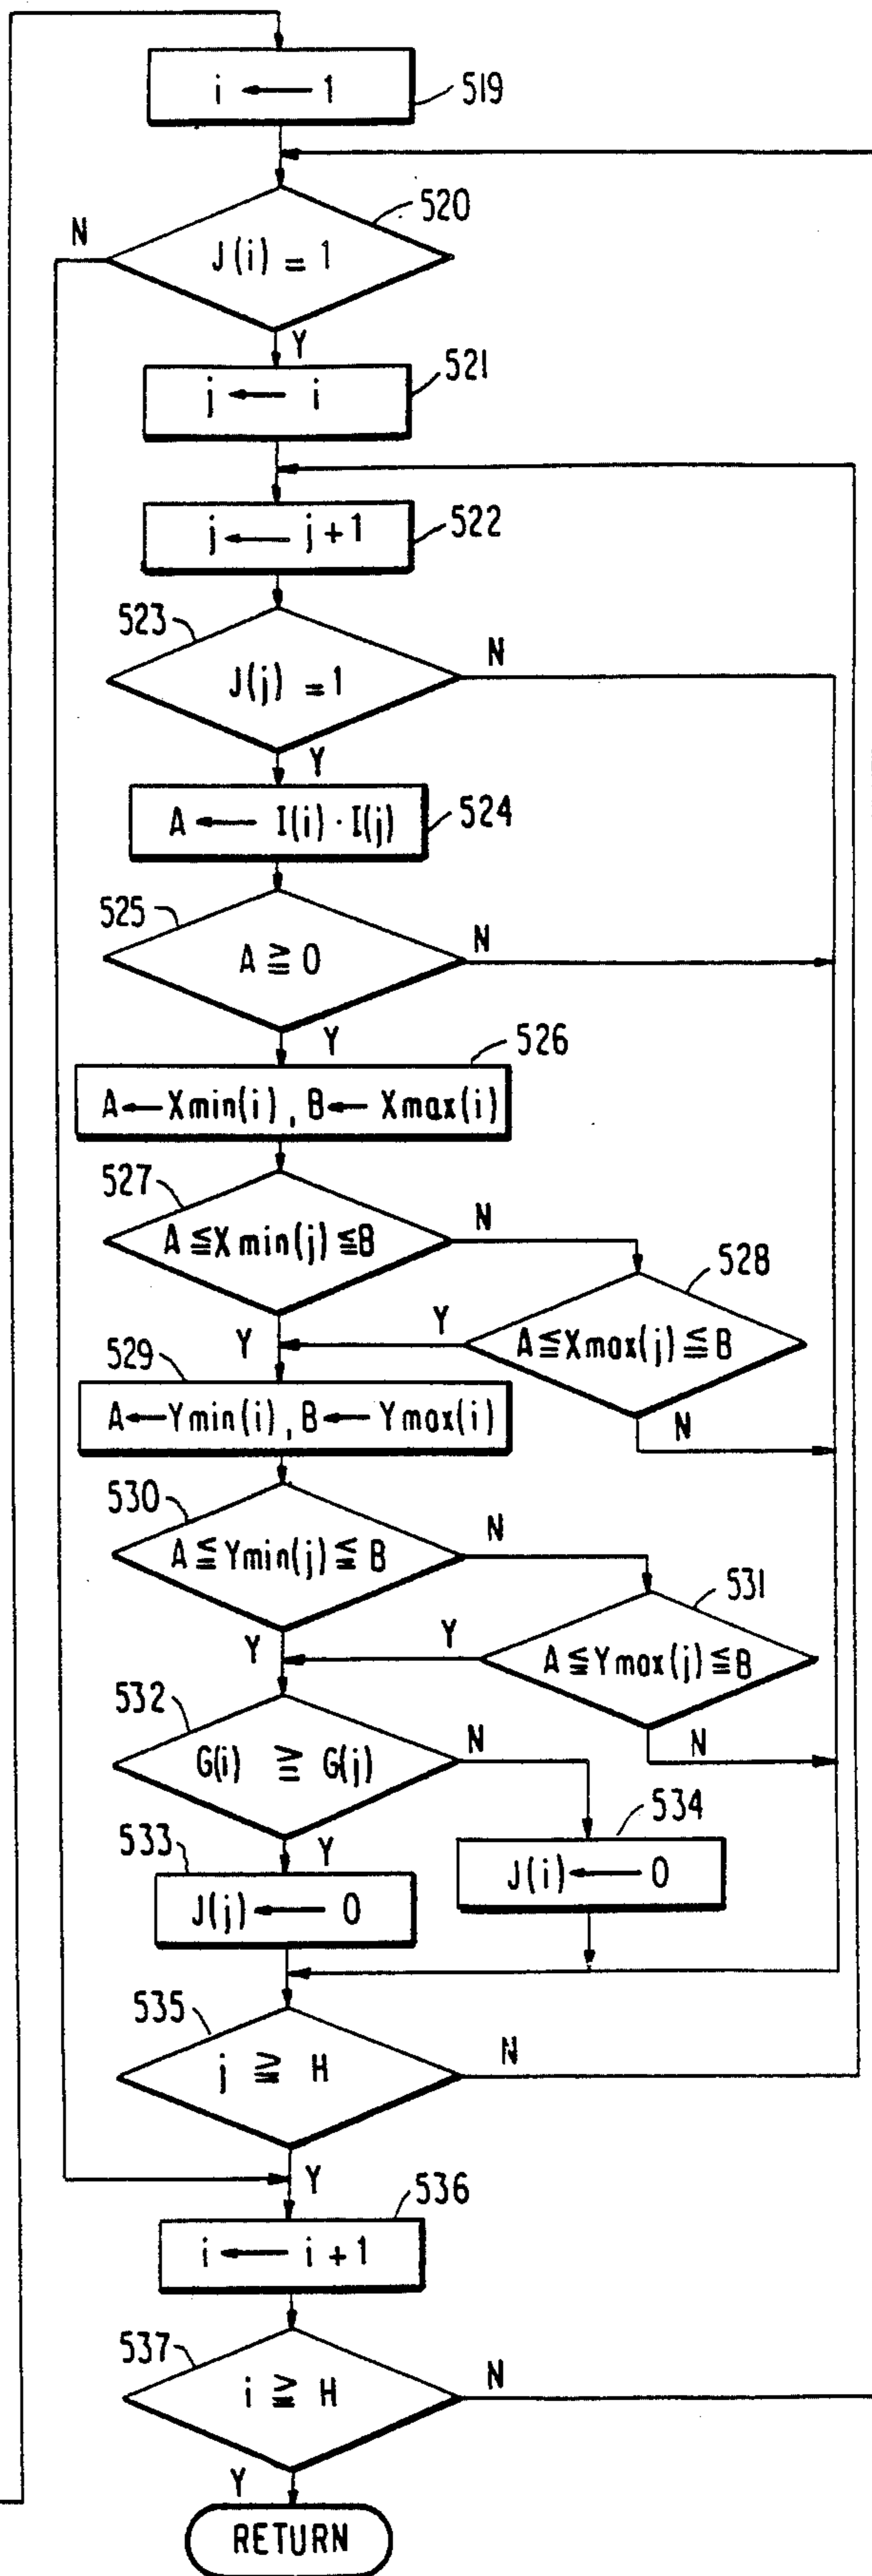 i ← 1
519
520
N
J(i) = 1
Y
521
j ← i
j ← j+1
522
523
N
J(j) =1
Y
A ← I(i)·I(j)
524
525
N
A ≧ 0
Y
526
A←Xmin(i), B←Xmax(i)
527
N
A ≦Xmin(j)≦B
528
Y
Y
A≦Xmax(j)≦B
529
N
A←Ymin(i), B←Ymax(i)
530
N
A≦Ymin(j)≦B
531
Y
Y
A≦Ymax(j)≦B
532
N
N
G(i) ≧ G(j)
534
533
Y
J(i)←0
J(j)←0
535
N
j ≧ H
Y
536
i ← i+1
537
N
i ≧ H
Y
RETURN